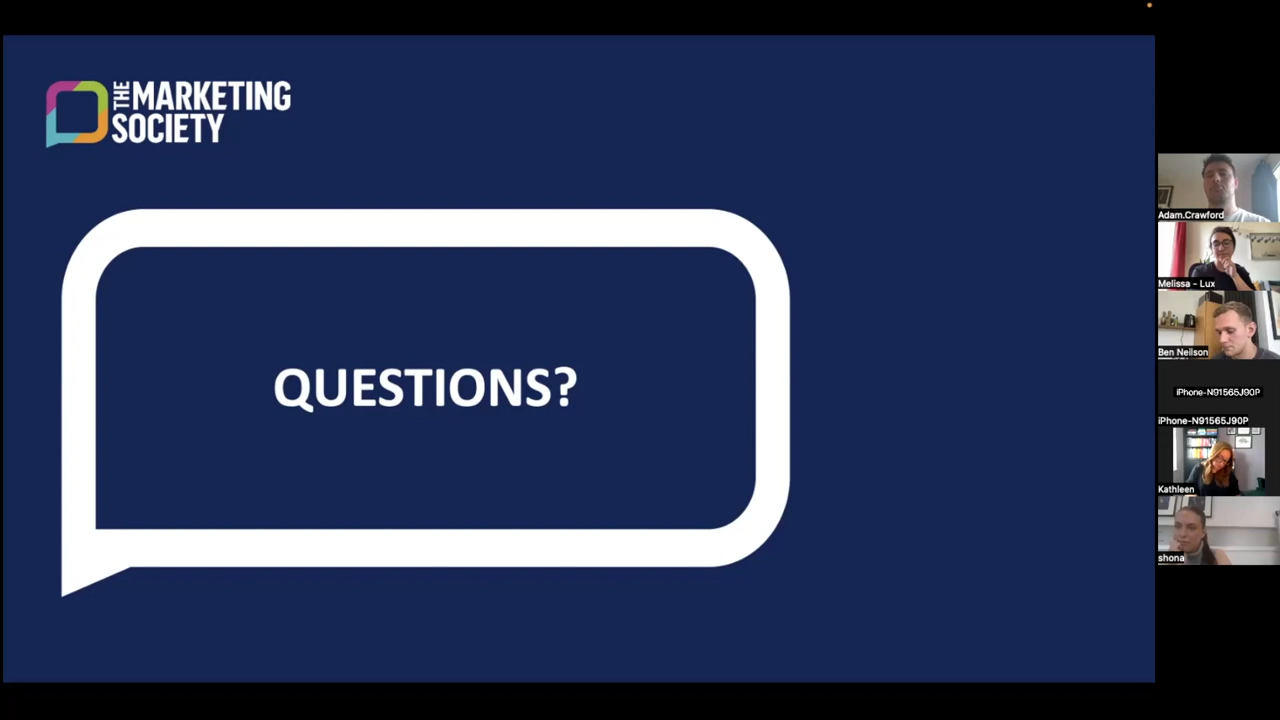 THE MARKETING
SOCIETY
QUESTIONS?
Adam.Crawford
Melissa - Lux
Ben Neilson
iPhone-N91565J90P
iPhone-N91565J90P
Kathleen
shona